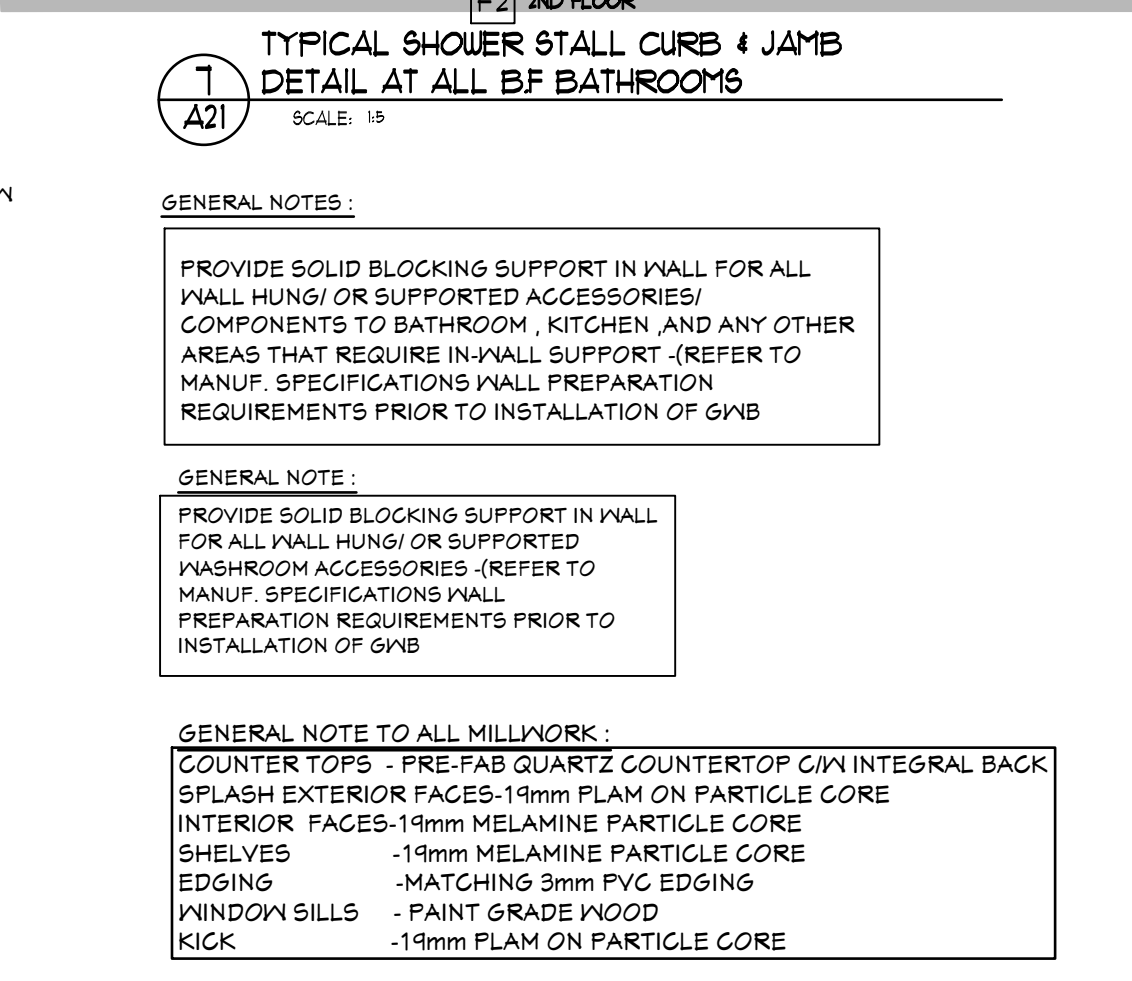 F2 2ND FLOOR
TYPICAL SHOWER STALL CURB & JAMB
DETAIL AT ALL B.F BATHROOMS
7
A21
SCALE: 1:5
W
GENERAL NOTES :
PROVIDE SOLID BLOCKING SUPPORT IN WALL FOR ALL
WALL HUNG/ OR SUPPORTED ACCESSORIES/
COMPONENTS TO BATHROOM , KITCHEN ,AND ANY OTHER
AREAS THAT REQUIRE IN-WALL SUPPORT -(REFER TO
MANUF. SPECIFICATIONS WALL PREPARATION
REQUIREMENTS PRIOR TO INSTALLATION OF GWB
GENERAL NOTE :
PROVIDE SOLID BLOCKING SUPPORT IN WALL
FOR ALL WALL HUNG/ OR SUPPORTED
WASHROOM ACCESSORIES -(REFER TO
MANUF. SPECIFICATIONS WALL
PREPARATION REQUIREMENTS PRIOR TO
INSTALLATION OF GWB
GENERAL NOTE TO ALL MILLWORK :
COUNTER TOPS - PRE-FAB QUARTZ COUNTERTOP C/W INTEGRAL BACK
SPLASH EXTERIOR FACES-19mm PLAM ON PARTICLE CORE
INTERIOR FACES-19mm MELAMINE PARTICLE CORE
SHELVES -19mm MELAMINE PARTICLE CORE
EDGING -MATCHING 3mm PVC EDGING
WINDOW SILLS - PAINT GRADE WOOD
KICK -19mm PLAM ON PARTICLE CORE